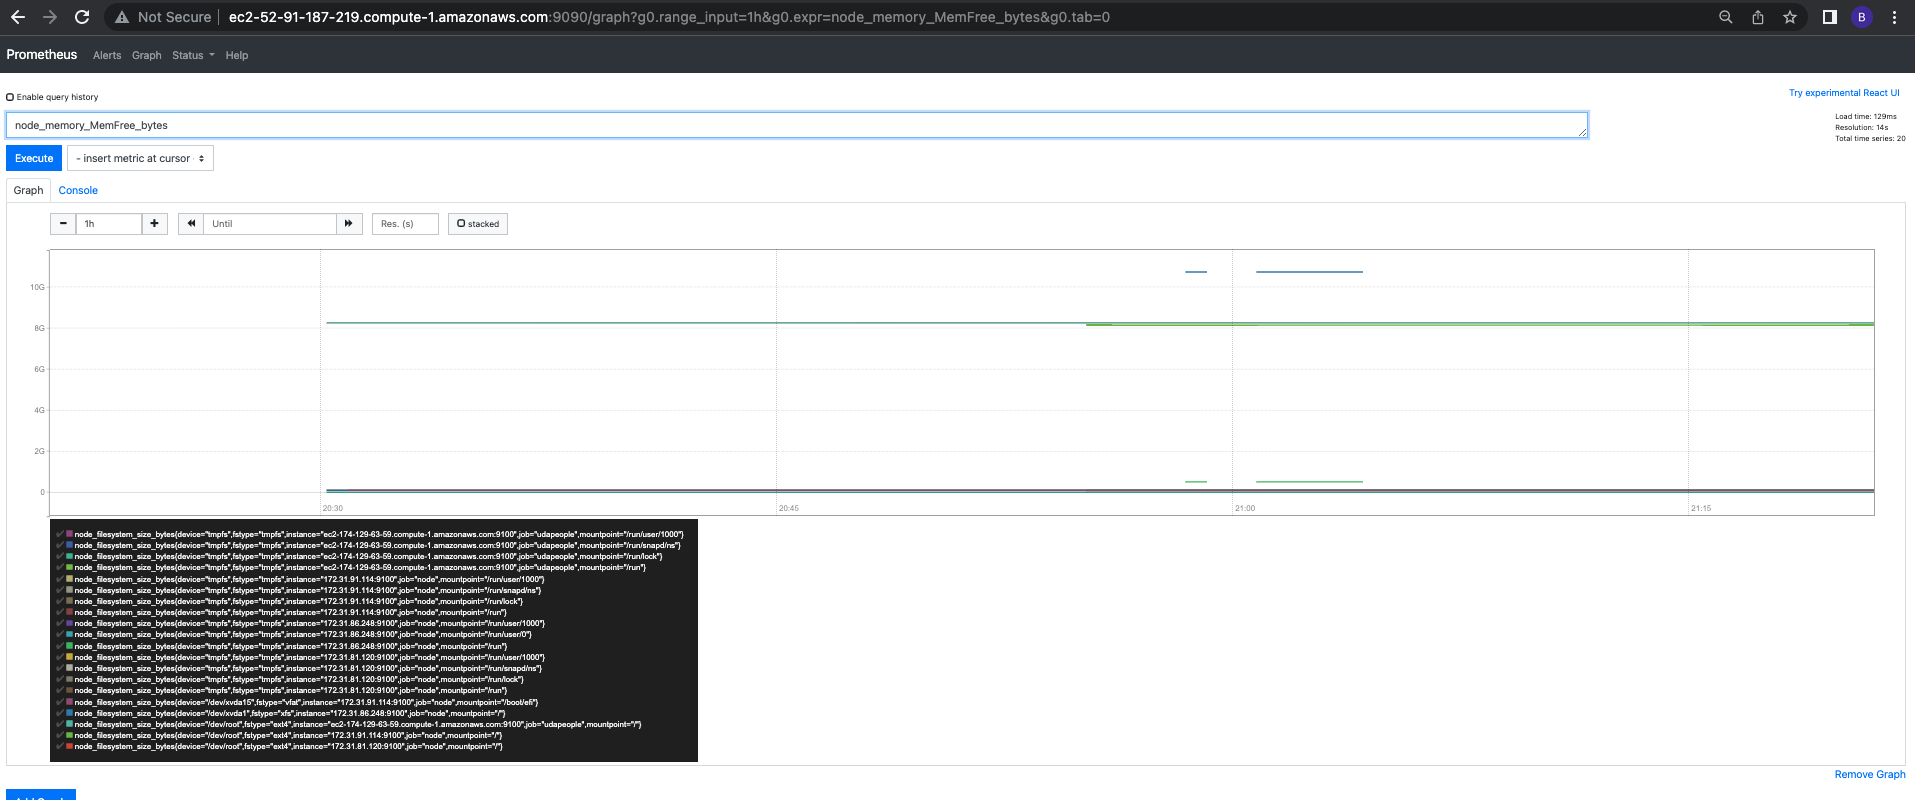 Not Secure ec2-52-91-187-219.compute-1.amazonaws.com:9090/graph?g0.range_input=1h&g0.expr=node_memory_MemFree_bytes&g0.tab=0
B
Prometheus Alerts Graph Status Help
Enable query history
Try experimental React UI
node_memory_MemFree_bytes
Load time: 129ms
Resolution: 14s
Total time series: 20
Execute
- insert metric at cursor
Graph Console
1h
Until
Res. (s)
stacked
10G
8G
6G
4G
2G
0
20:30 20:45 21:00 21:15
node_filesystem_size_bytes{device="tmpfs",fstype="tmpfs",instance="ec2-174-129-63-59.compute-1.amazonaws.com:9100",job="udapeople",mountpoint="/run/user/1000"}
node_filesystem_size_bytes{device="tmpfs",fstype="tmpfs",instance="ec2-174-129-63-59.compute-1.amazonaws.com:9100",job="udapeople",mountpoint="/run/snapd/ns"}
node_filesystem_size_bytes{device="tmpfs",fstype="tmpfs",instance="ec2-174-129-63-59.compute-1.amazonaws.com:9100",job="udapeople",mountpoint="/run/lock"}
node_filesystem_size_bytes{device="tmpfs",fstype="tmpfs",instance="ec2-174-129-63-59.compute-1.amazonaws.com:9100",job="udapeople",mountpoint="/run"}
node_filesystem_size_bytes{device="tmpfs",fstype="tmpfs",instance="172.31.91.114:9100",job="node",mountpoint="/run/user/1000"}
node_filesystem_size_bytes{device="tmpfs",fstype="tmpfs",instance="172.31.91.114:9100",job="node",mountpoint="/run/snapd/ns"}
node_filesystem_size_bytes{device="tmpfs",fstype="tmpfs",instance="172.31.91.114:9100",job="node",mountpoint="/run/lock"}
node_filesystem_size_bytes{device="tmpfs",fstype="tmpfs",instance="172.31.91.114:9100",job="node",mountpoint="/run"}
node_filesystem_size_bytes{device="tmpfs",fstype="tmpfs",instance="172.31.86.248:9100",job="node",mountpoint="/run/user/1000"}
node_filesystem_size_bytes{device="tmpfs",fstype="tmpfs",instance="172.31.86.248:9100",job="node",mountpoint="/run/user/0"}
node_filesystem_size_bytes{device="tmpfs",fstype="tmpfs",instance="172.31.86.248:9100",job="node",mountpoint="/run"}
node_filesystem_size_bytes{device="tmpfs",fstype="tmpfs",instance="172.31.81.120:9100",job="node",mountpoint="/run/user/1000"}
node_filesystem_size_bytes{device="tmpfs",fstype="tmpfs",instance="172.31.81.120:9100",job="node",mountpoint="/run/snapd/ns"}
node_filesystem_size_bytes{device="tmpfs",fstype="tmpfs",instance="172.31.81.120:9100",job="node",mountpoint="/run/lock"}
node_filesystem_size_bytes{device="tmpfs",fstype="tmpfs",instance="172.31.81.120:9100",job="node",mountpoint="/run"}
node_filesystem_size_bytes{device="/dev/xvda15",fstype="vfat",instance="172.31.91.114:9100",job="node",mountpoint="/boot/efi"}
node_filesystem_size_bytes{device="/dev/xvda1",fstype="xfs",instance="172.31.86.248:9100",job="node",mountpoint="/"}
node_filesystem_size_bytes{device="/dev/root",fstype="ext4",instance="ec2-174-129-63-59.compute-1.amazonaws.com:9100",job="udapeople",mountpoint="/"}
node_filesystem_size_bytes{device="/dev/root",fstype="ext4",instance="172.31.91.114:9100",job="node",mountpoint="/"}
node_filesystem_size_bytes{device="/dev/root",fstype="ext4",instance="172.31.81.120:9100",job="node",mountpoint="/"}
Remove Graph